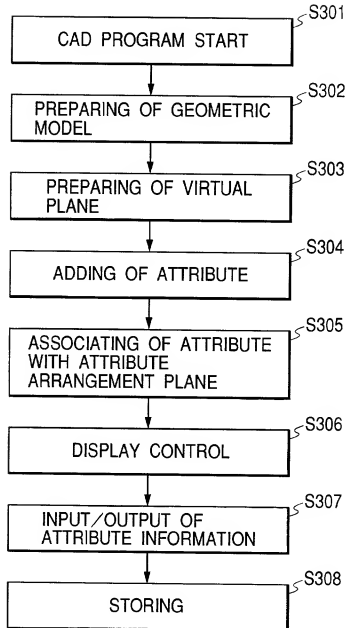 S301
CAD PROGRAM START
S302
PREPARING OF GEOMETRIC
MODEL
S303
PREPARING OF VIRTUAL
PLANE
S304
ADDING OF ATTRIBUTE
S305
ASSOCIATING OF ATTRIBUTE
WITH ATTRIBUTE
ARRANGEMENT PLANE
S306
DISPLAY CONTROL
S307
INPUT/OUTPUT OF
ATTRIBUTE INFORMATION
S308
STORING